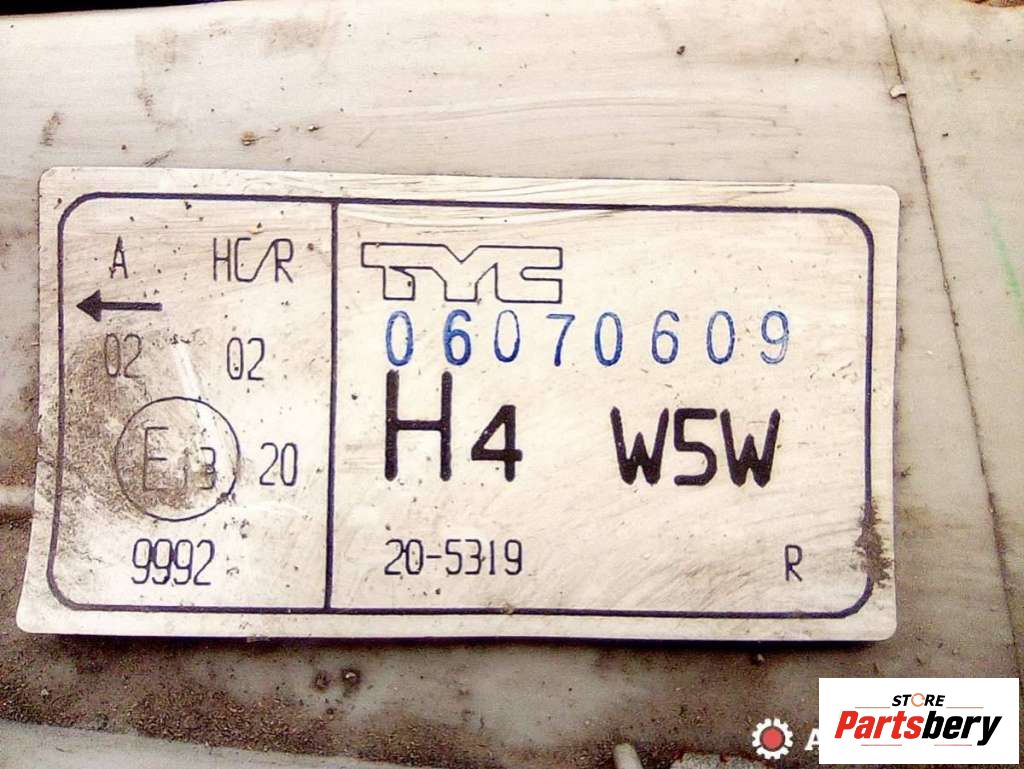 A HC/R
02 02
E13 20
9992
TYC
06070609
H4 W5W
20-5319 R
STORE
Partsbery